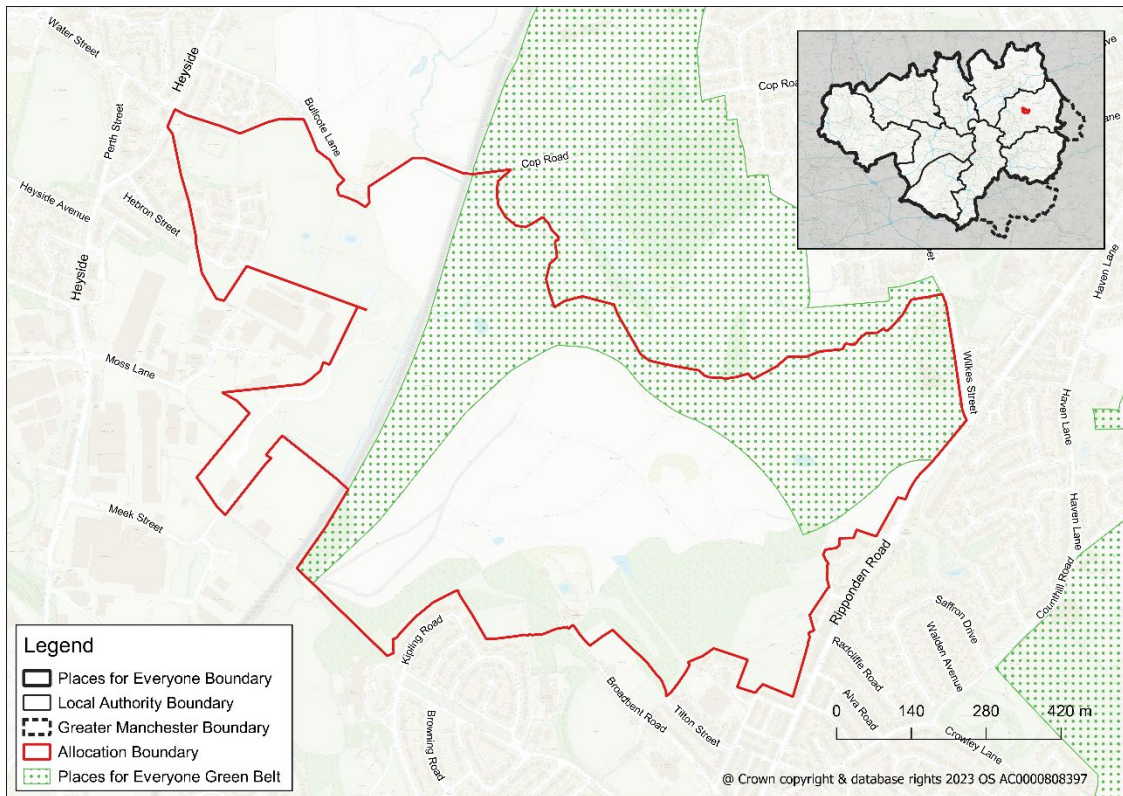 Water Street
Heyside
Perth Street
Bullcote Lane
Heyside Avenue
Hebron Street
Heyside
Moss Lane
Meek Street
Cop Road
Cop Roa
Haven Lane
Wilkes Street
Haven Lane
Haven Lane
Counthill Road
Ripponden Road
Saffron Drive
Walden Avenue
Radcliffe Road
Alva Road
Crowley Lane
Kipling Road
Browning Road
Broadbent Road
Tilton Street
Legend
Places for Everyone Boundary
Local Authority Boundary
Greater Manchester Boundary
Allocation Boundary
Places for Everyone Green Belt
0 140 280 420 m
@ Crown copyright & database rights 2023 OS AC0000808397